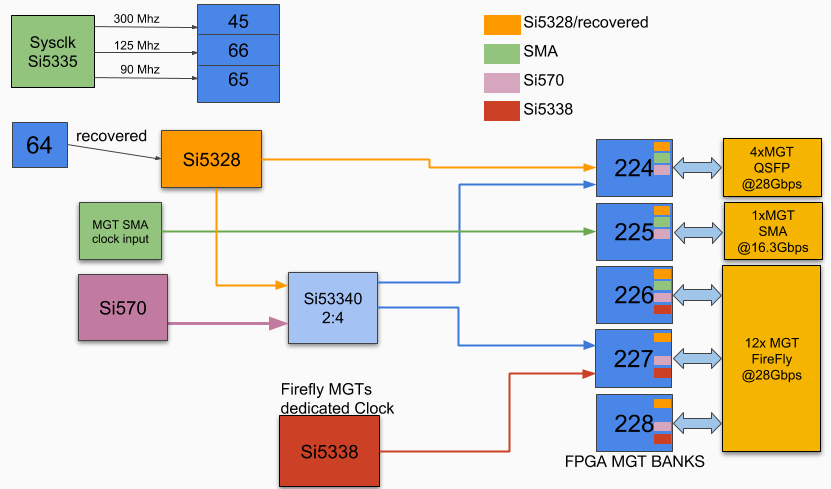 Sysclk
Si5335
300 Mhz
125 Mhz
90 Mhz
45
66
65
Si5328/recovered
SMA
Si570
Si5338
64
recovered
Si5328
MGT SMA
clock input
Si570
Si53340
2:4
Firefly MGTs
dedicated Clock
Si5338
224
225
226
227
228
FPGA MGT BANKS
4xMGT
QSFP
@28Gbps
1xMGT
SMA
@16.3Gbps
12x MGT
FireFly
@28Gbps